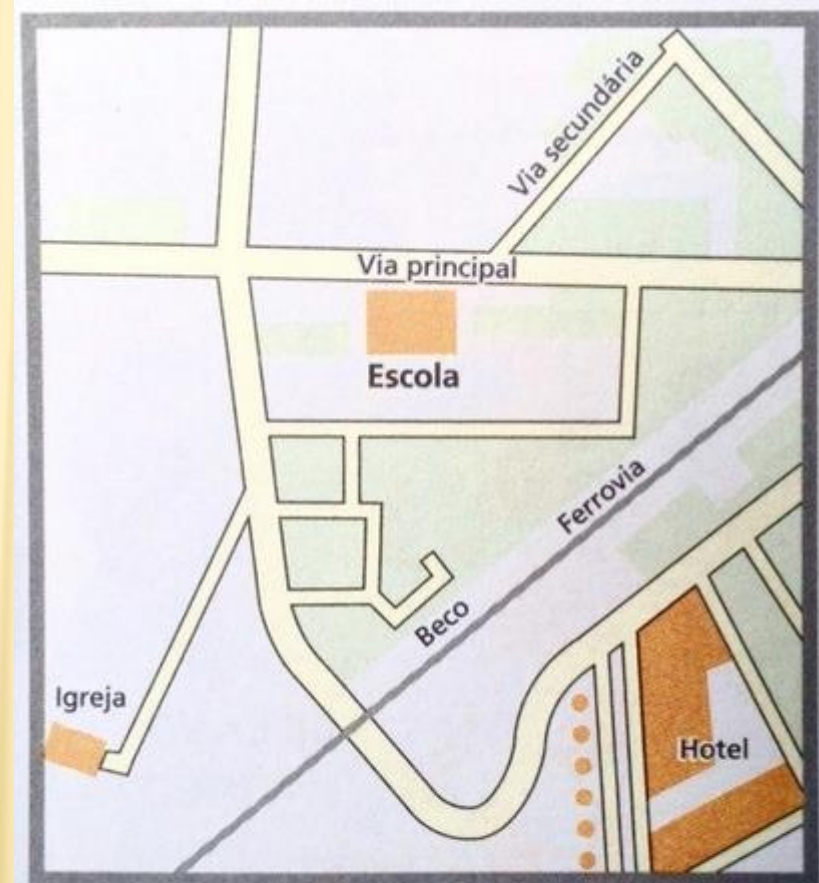 Via secundária
Via principal
Escola
Ferrovia
Beco
Igreja
Hotel